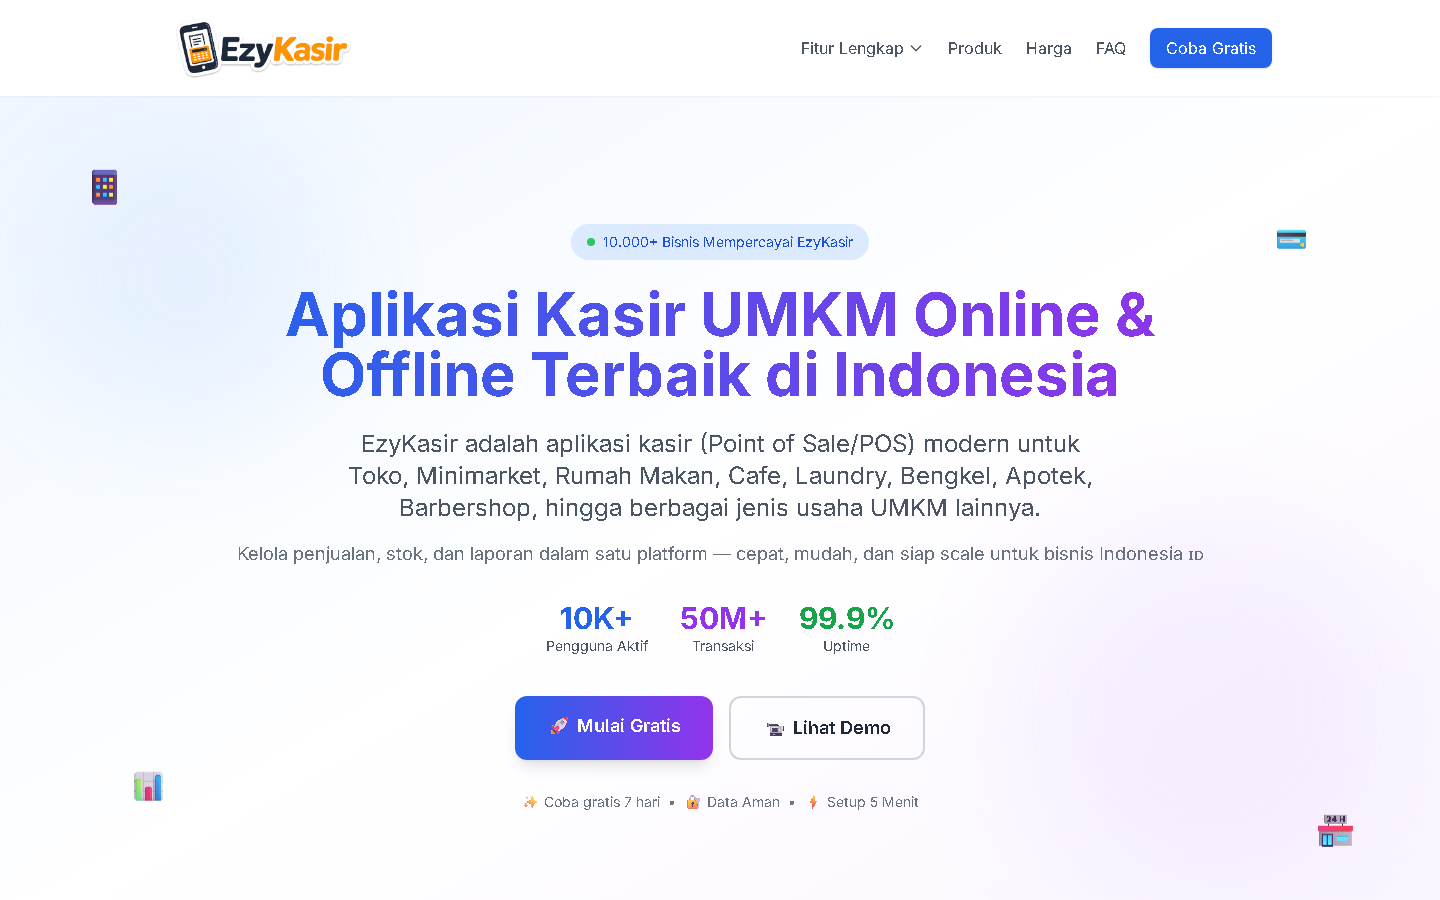 EzyKasir
Fitur Lengkap
Produk
Harga
FAQ
Coba Gratis
10.000+ Bisnis Mempercayai EzyKasir
Aplikasi Kasir UMKM Online &
Offline Terbaik di Indonesia
EzyKasir adalah aplikasi kasir (Point of Sale/POS) modern untuk
Toko, Minimarket, Rumah Makan, Cafe, Laundry, Bengkel, Apotek,
Barbershop, hingga berbagai jenis usaha UMKM lainnya.
Kelola penjualan, stok, dan laporan dalam satu platform — cepat, mudah, dan siap scale untuk bisnis Indonesia 🇮🇩
10K+
Pengguna Aktif
50M+
Transaksi
99.9%
Uptime
🚀 Mulai Gratis
Lihat Demo
✨ Coba gratis 7 hari • 🔐 Data Aman • ⚡ Setup 5 Menit
24H